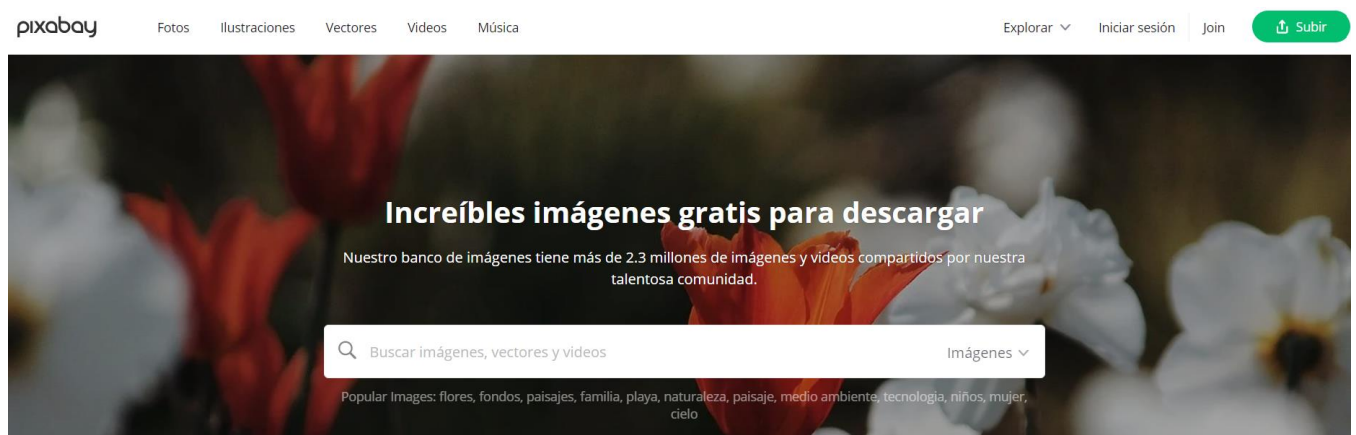 pixabay Fotos Ilustraciones Vectores Videos Música Explorar Iniciar sesión Join Subir
Increíbles imágenes gratis para descargar
Nuestro banco de imágenes tiene más de 2.3 millones de imágenes y videos compartidos por nuestra
talentosa comunidad.
Buscar imágenes, vectores y videos Imágenes
Popular Images: flores, fondos, paisajes, familia, playa, naturaleza, paisaje, medio ambiente, tecnologia, niños, mujer,
cielo